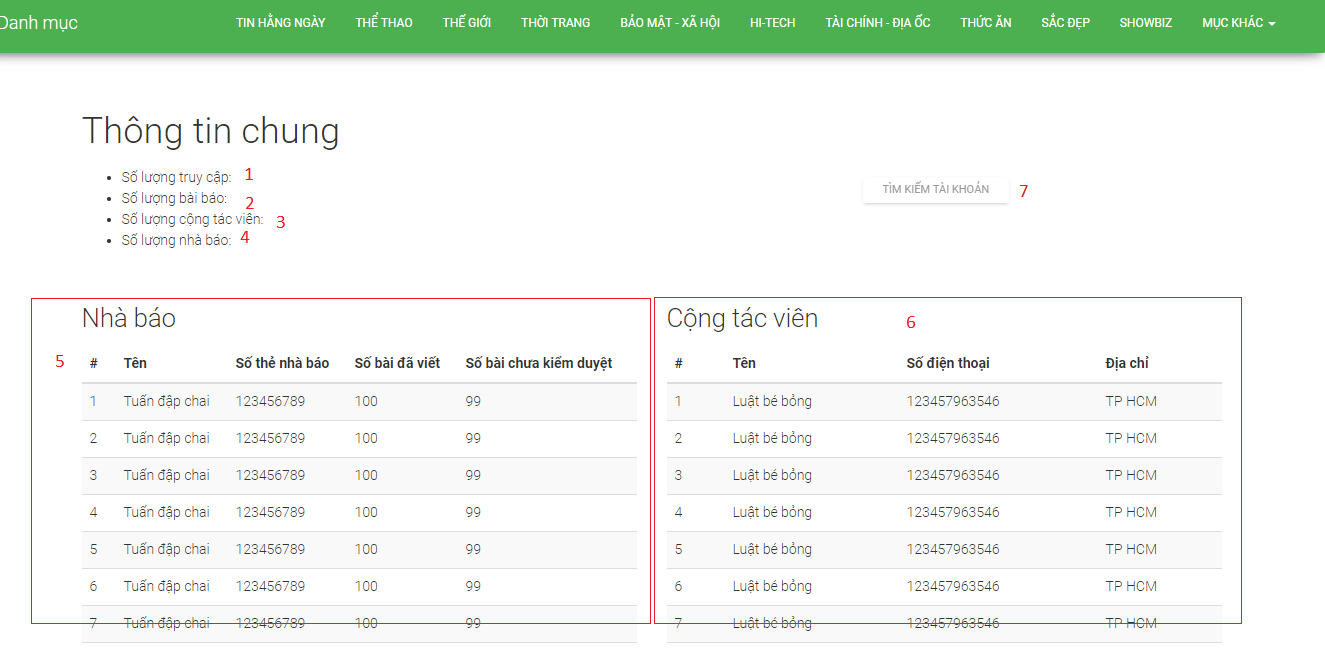 Danh mục TIN HẰNG NGÀY THỂ THAO THẾ GIỚI THỜI TRANG BẢO MẬT - XÃ HỘI HI-TECH TÀI CHÍNH - ĐỊA ỐC THỨC ĂN SẮC ĐẸP SHOWBIZ MỤC KHÁC
Thông tin chung
Số lượng truy cập: 1
Số lượng bài báo: 2
Số lượng cộng tác viên: 3
Số lượng nhà báo: 4
TÌM KIẾM TÀI KHOẢN 7
Nhà báo
5
# Tên Số thẻ nhà báo Số bài đã viết Số bài chưa kiểm duyệt
1 Tuấn đập chai 123456789 100 99
2 Tuấn đập chai 123456789 100 99
3 Tuấn đập chai 123456789 100 99
4 Tuấn đập chai 123456789 100 99
5 Tuấn đập chai 123456789 100 99
6 Tuấn đập chai 123456789 100 99
7 Tuấn đập chai 123456789 100 99
Cộng tác viên 6
# Tên Số điện thoại Địa chỉ
1 Luật bé bỏng 123457963546 TP HCM
2 Luật bé bỏng 123457963546 TP HCM
3 Luật bé bỏng 123457963546 TP HCM
4 Luật bé bỏng 123457963546 TP HCM
5 Luật bé bỏng 123457963546 TP HCM
6 Luật bé bỏng 123457963546 TP HCM
7 Luật bé bỏng 123457963546 TP HCM